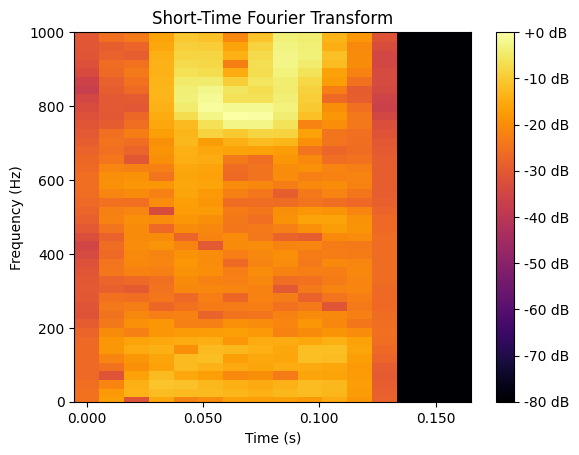 Short-Time Fourier Transform
Frequency (Hz)
1000
800
600
400
200
0
0.000
0.050
0.100
0.150
Time (s)
+0 dB
-10 dB
-20 dB
-30 dB
-40 dB
-50 dB
-60 dB
-70 dB
-80 dB